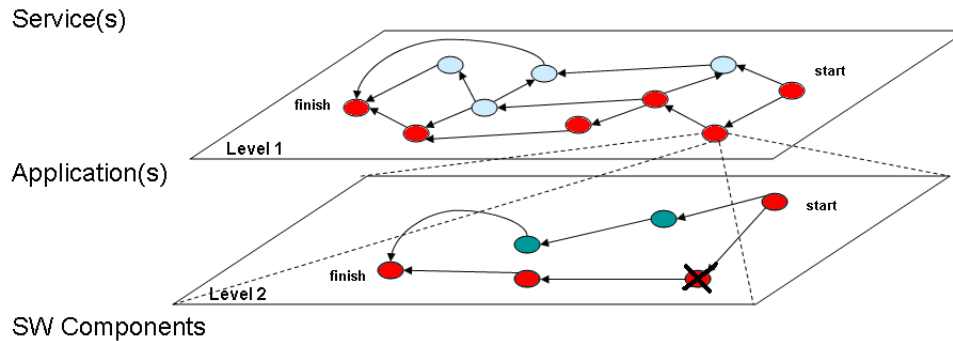 Service(s)
start
finish
Level 1
Application(s)
start
finish
Level 2
SW Components